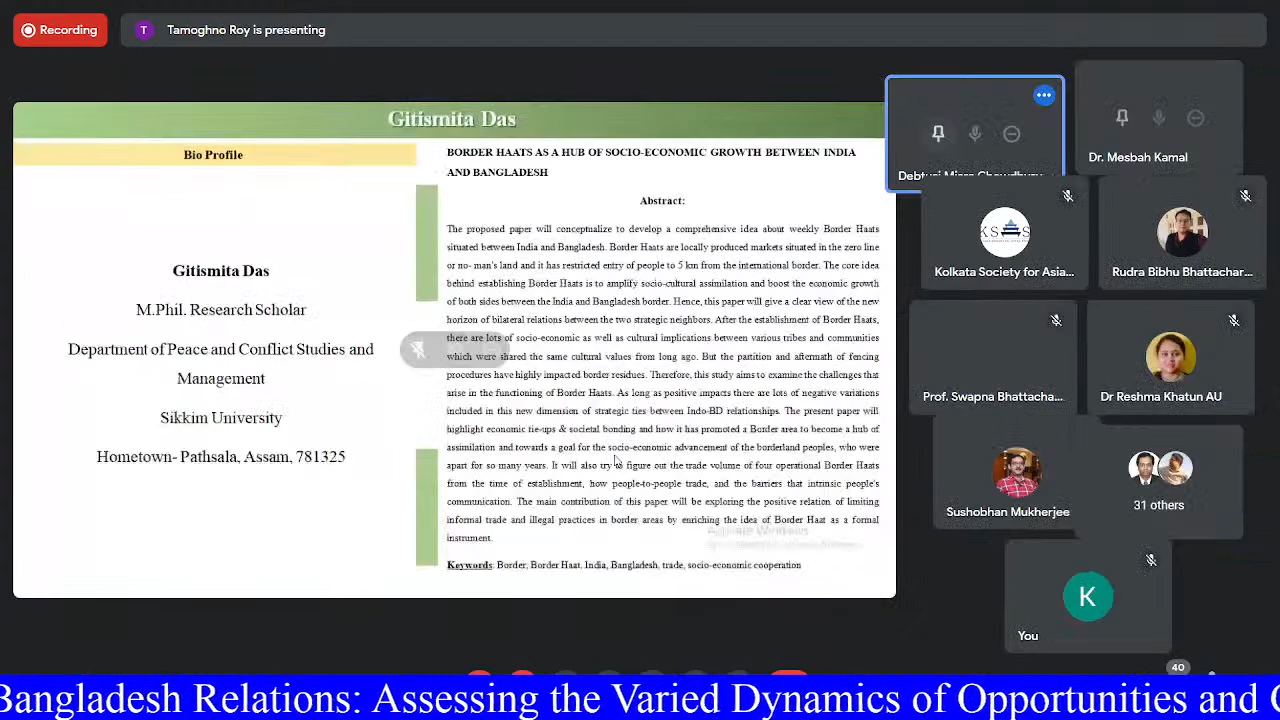 Recording
T
Tamoghno Roy is presenting
Gitismita Das
Bio Profile
Gitismita Das
M.Phil. Research Scholar
Department of Peace and Conflict Studies and
Management
Sikkim University
Hometown- Pathsala, Assam, 781325
BORDER HAATS AS A HUB OF SOCIO-ECONOMIC GROWTH BETWEEN INDIA
AND BANGLADESH
Abstract:
The proposed paper will conceptualize to develop a comprehensive idea about weekly Border Haats
situated between India and Bangladesh. Border Haats are locally produced markets situated in the zero line
or no- man's land and it has restricted entry of people to 5 km from the international border. The core idea
behind establishing Border Haats is to amplify socio-cultural assimilation and boost the economic growth
of both sides between the India and Bangladesh border. Hence, this paper will give a clear view of the new
horizon of bilateral relations between the two strategic neighbors. After the establishment of Border Haats,
there are lots of socio-economic as well as cultural implications between various tribes and communities
which were shared the same cultural values from long ago. But the partition and aftermath of fencing
procedures have highly impacted border residues. Therefore, this study aims to examine the challenges that
arise in the functioning of Border Haats. As long as positive impacts there are lots of negative variations
included in this new dimension of strategic ties between Indo-BD relationships. The present paper will
highlight economic tie-ups & societal bonding and how it has promoted a Border area to become a hub of
assimilation and towards a goal for the socio-economic advancement of the borderland peoples, who were
apart for so many years. It will also try to figure out the trade volume of four operational Border Haats
from the time of establishment, how people-to-people trade, and the barriers that intrinsic people's
communication. The main contribution of this paper will be exploring the positive relation of limiting
informal trade and illegal practices in border areas by enriching the idea of Border Haat as a formal
instrument.
Activate Windows
Keywords: Border, Border Haat, India, Bangladesh, trade, socio-economic cooperation
Debturi Misra Chowdhury
Dr. Mesbah Kamal
KSAS
Kolkata Society for Asia...
Rudra Bibhu Bhattachar...
Prof. Swapna Bhattacha...
Dr Reshma Khatun AU
Sushobhan Mukherjee
31 others
K
You
40
Bangladesh Relations: Assessing the Varied Dynamics of Opportunities and